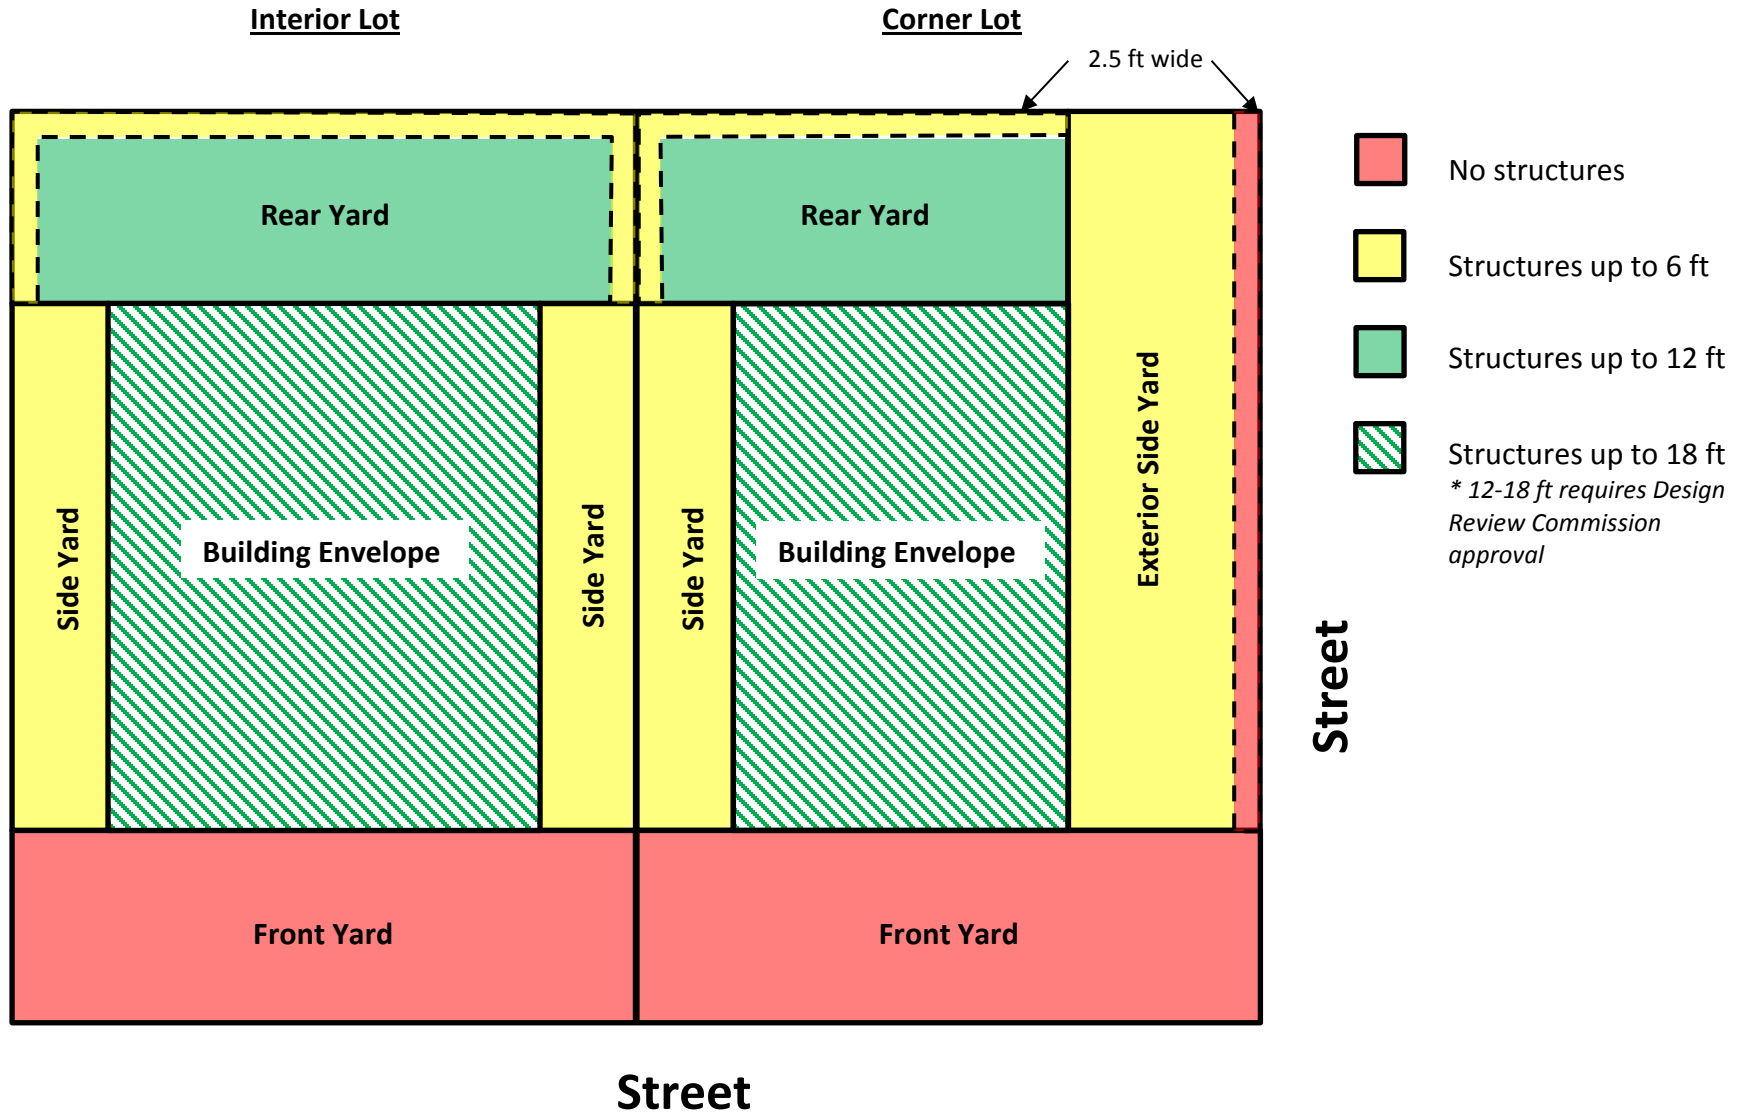 Interior Lot
Corner Lot
2.5 ft wide
Rear Yard
Rear Yard
Side Yard
Building Envelope
Side Yard
Side Yard
Building Envelope
Exterior Side Yard
Front Yard
Front Yard
Street
Street
No structures
Structures up to 6 ft
Structures up to 12 ft
Structures up to 18 ft
* 12-18 ft requires Design
Review Commission
approval